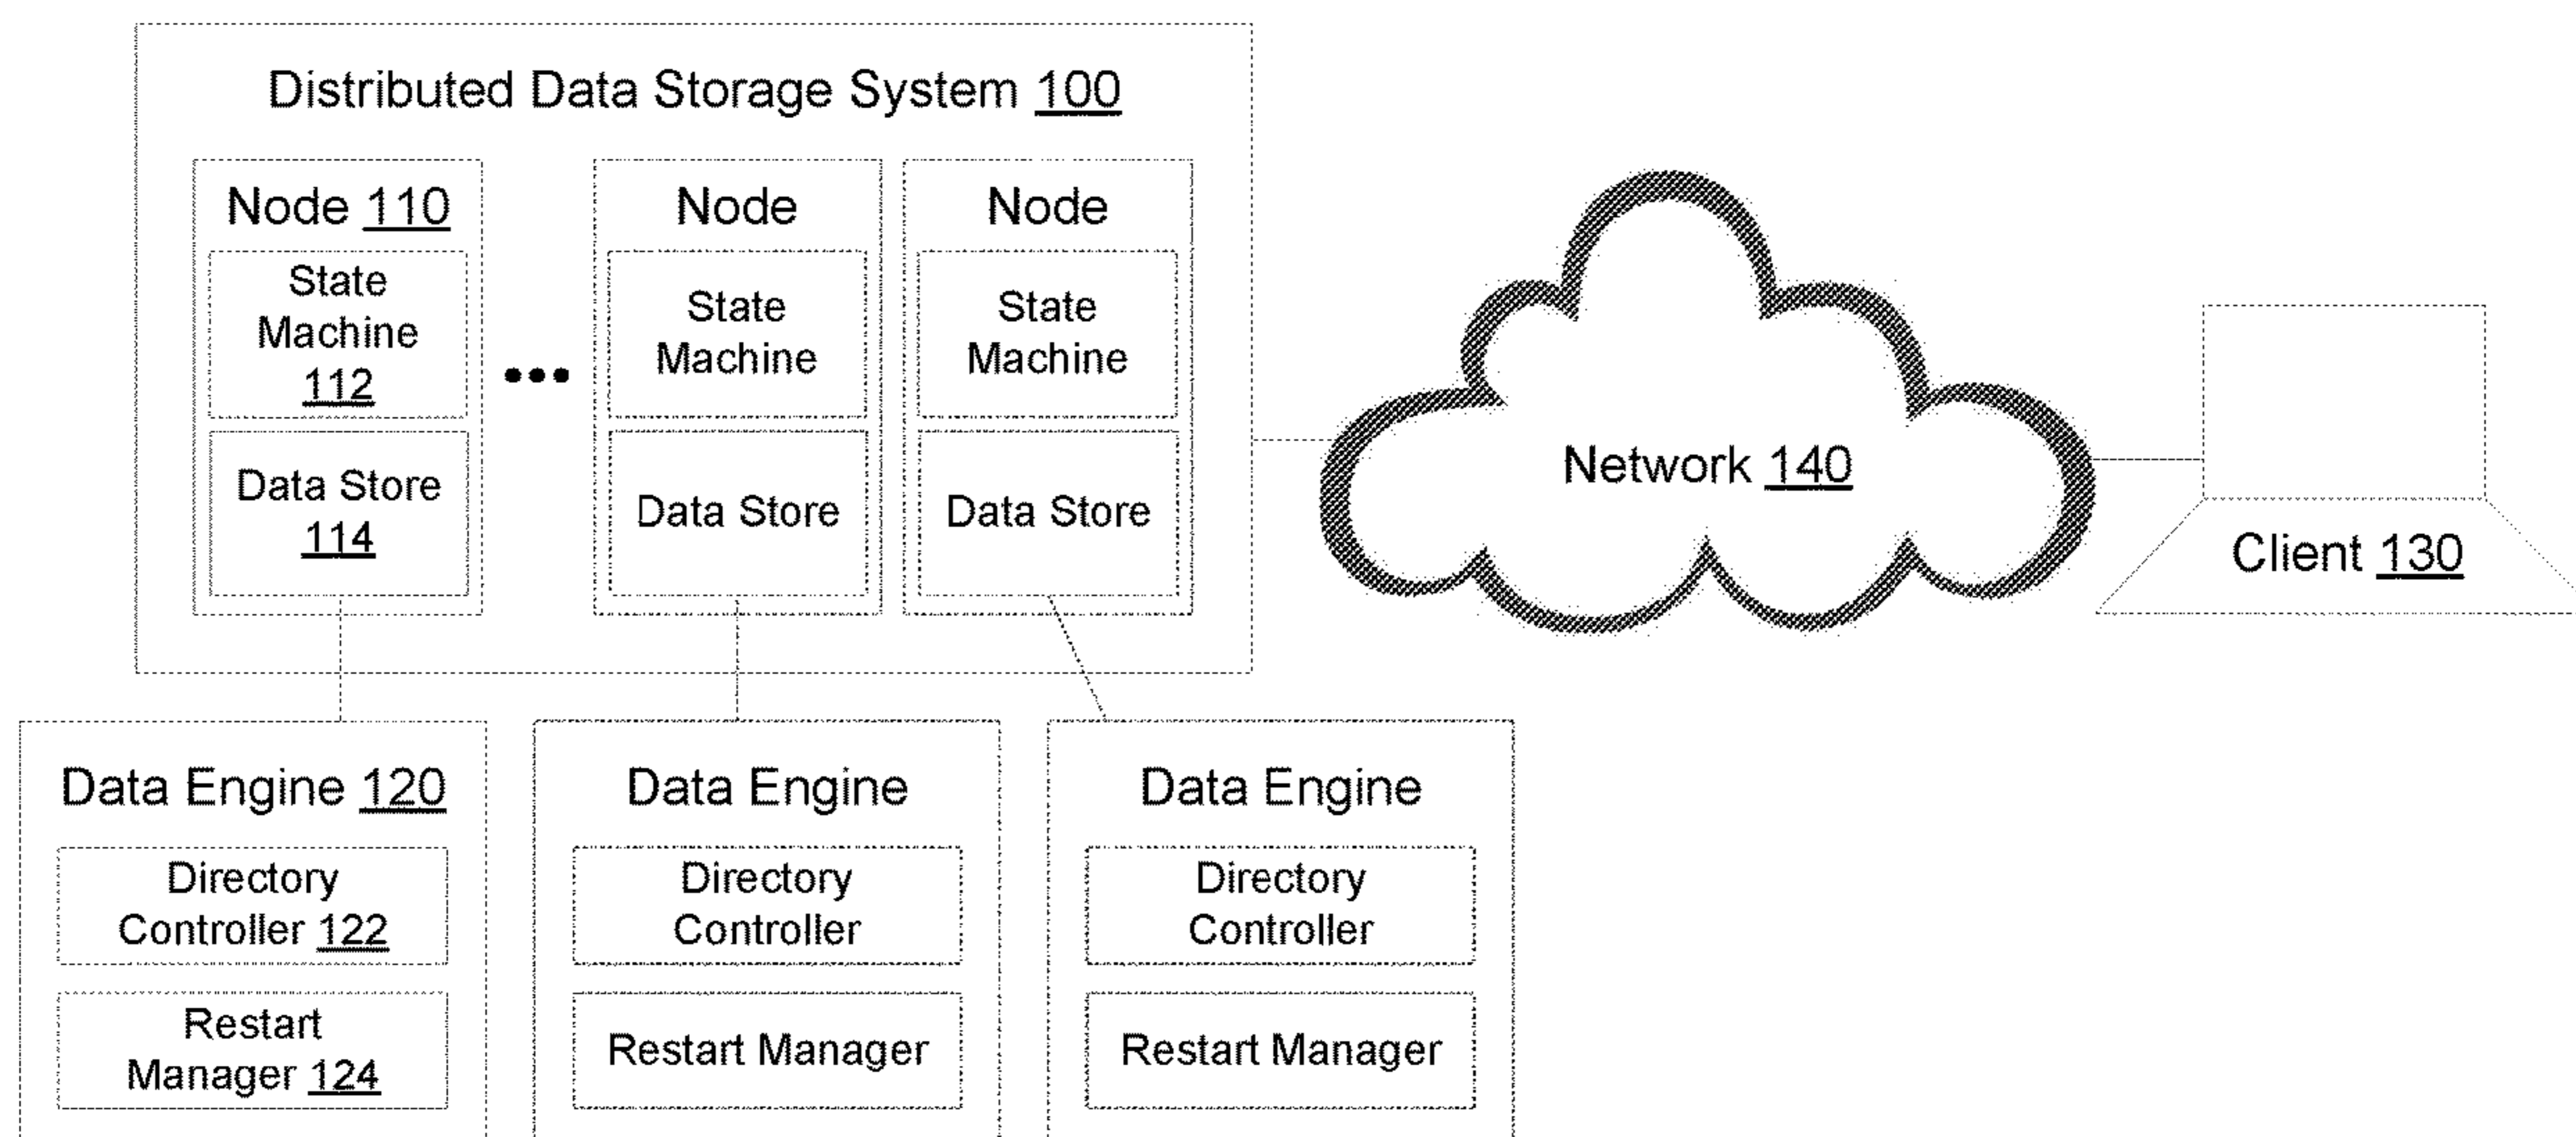 Distributed Data Storage System 100
Node 110
State
Machine
112
Data Store
114
•••
Node
State
Machine
Data Store
Node
State
Machine
Data Store
Network 140
Client 130
Data Engine 120
Directory
Controller 122
Restart
Manager 124
Data Engine
Directory
Controller
Restart Manager
Data Engine
Directory
Controller
Restart Manager